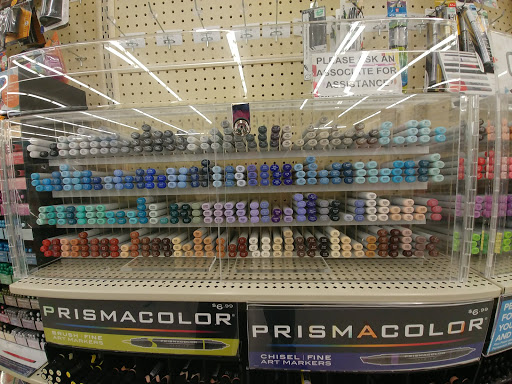 PLEASE ASK AN
ASSOCIATE FOR
ASSISTANCE!!
$6.99
PRISMACOLOR
BRUSH | FINE
ART MARKERS
$6.99
PRISMACOLOR
CHISEL | FINE
ART MARKERS